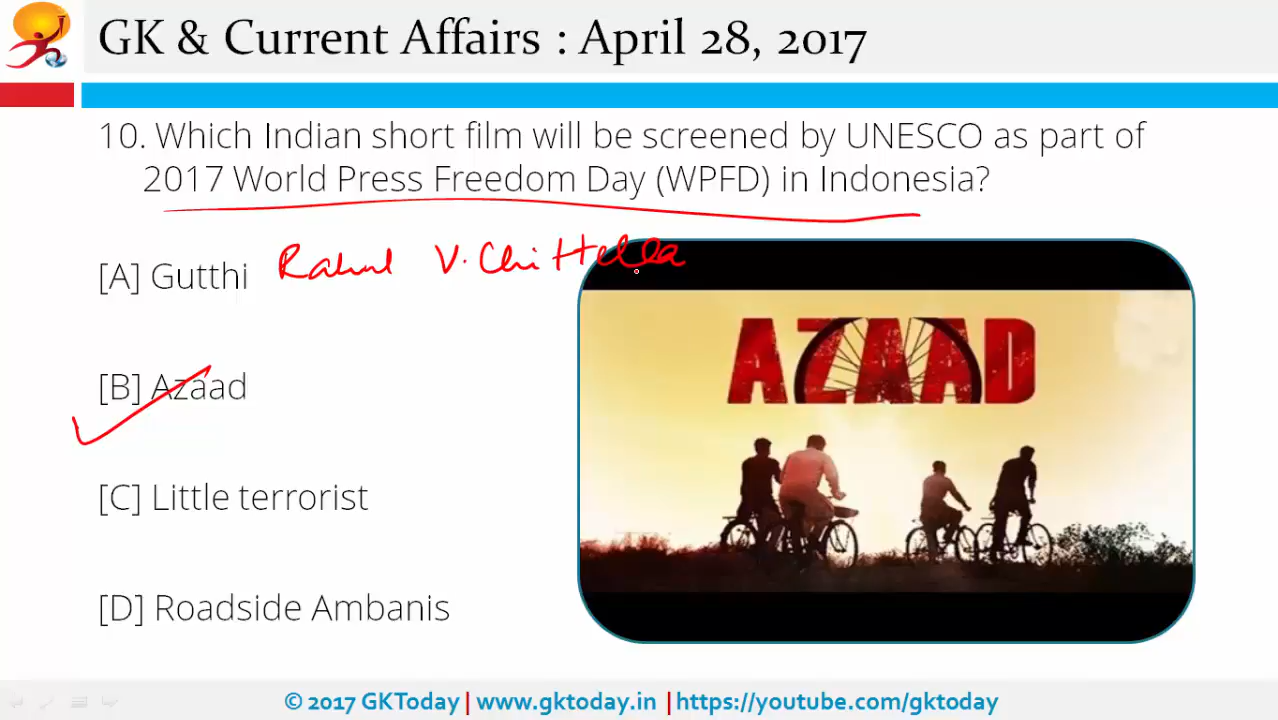 GK & Current Affairs : April 28, 2017
10. Which Indian short film will be screened by UNESCO as part of
2017 World Press Freedom Day (WPFD) in Indonesia?
[A] Gutthi
Rahul V. Chittella
AZAAD
[B] Azaad
[C] Little terrorist
[D] Roadside Ambanis
© 2017 GKToday | www.gktoday.in | https://youtube.com/gktoday